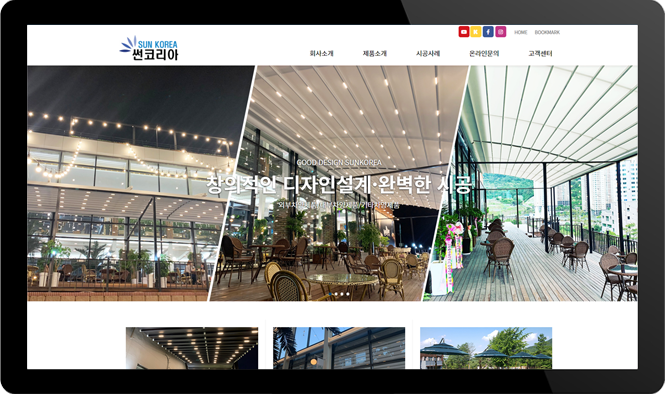 HOME
BOOKMARK
SUN KOREA
썬코리아
회사소개
제품소개
시공사례
온라인문의
고객센터
GOOD DESIGN SUNKOREA
창의적인 디자인설계 완벽한 시공